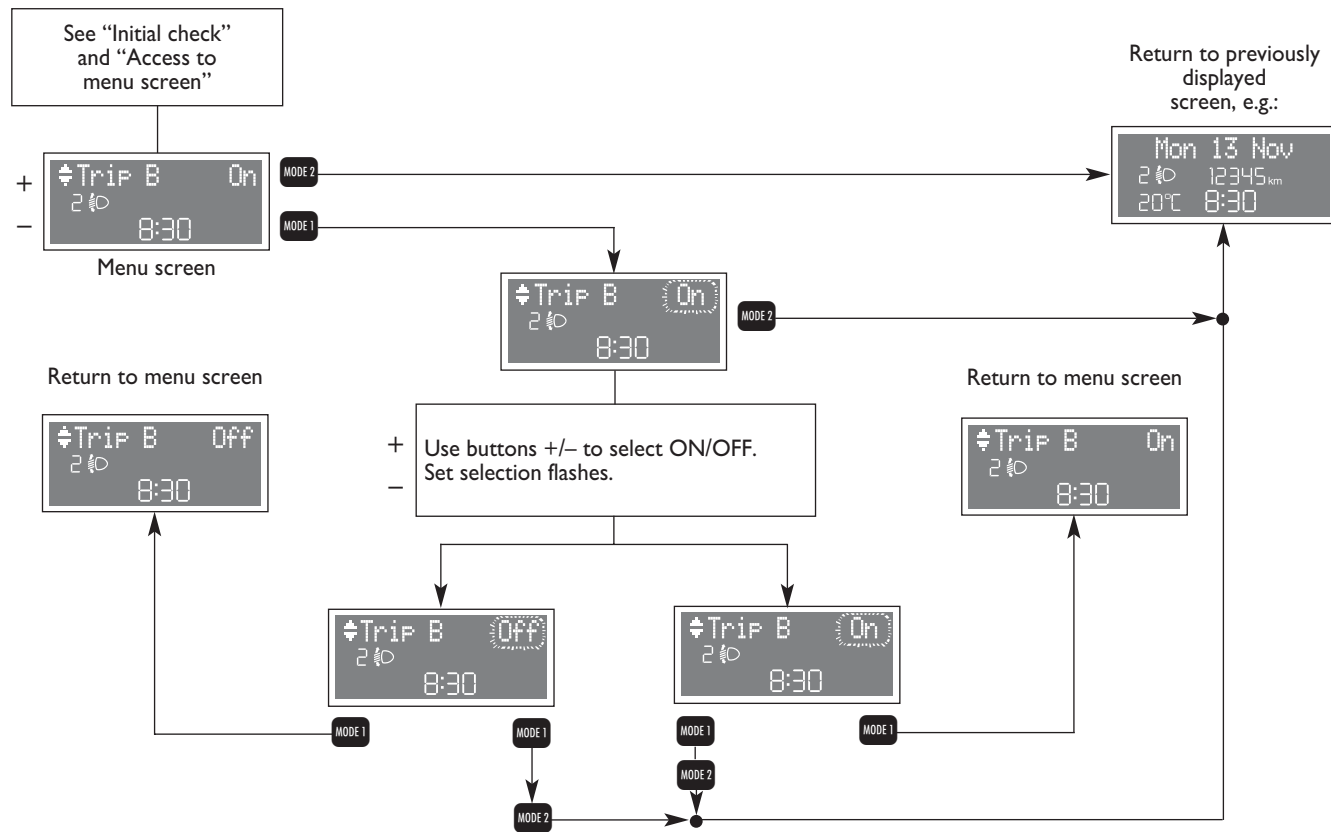 See “Initial check”
and “Access to
menu screen”
Return to previously
displayed
screen, e.g.:
+
–
Trip B On
2
8:30
Menu screen
MODE 2
MODE 1
Mon 13 Nov
2 12345 km
20°C 8:30
Trip B On
2
8:30
MODE 2
Return to menu screen
Trip B Off
2
8:30
+
–
Use buttons +/– to select ON/OFF.
Set selection flashes.
Return to menu screen
Trip B On
2
8:30
Trip B Off
2
8:30
Trip B On
2
8:30
MODE 1
MODE 1
MODE 1
MODE 1
MODE 2
MODE 2